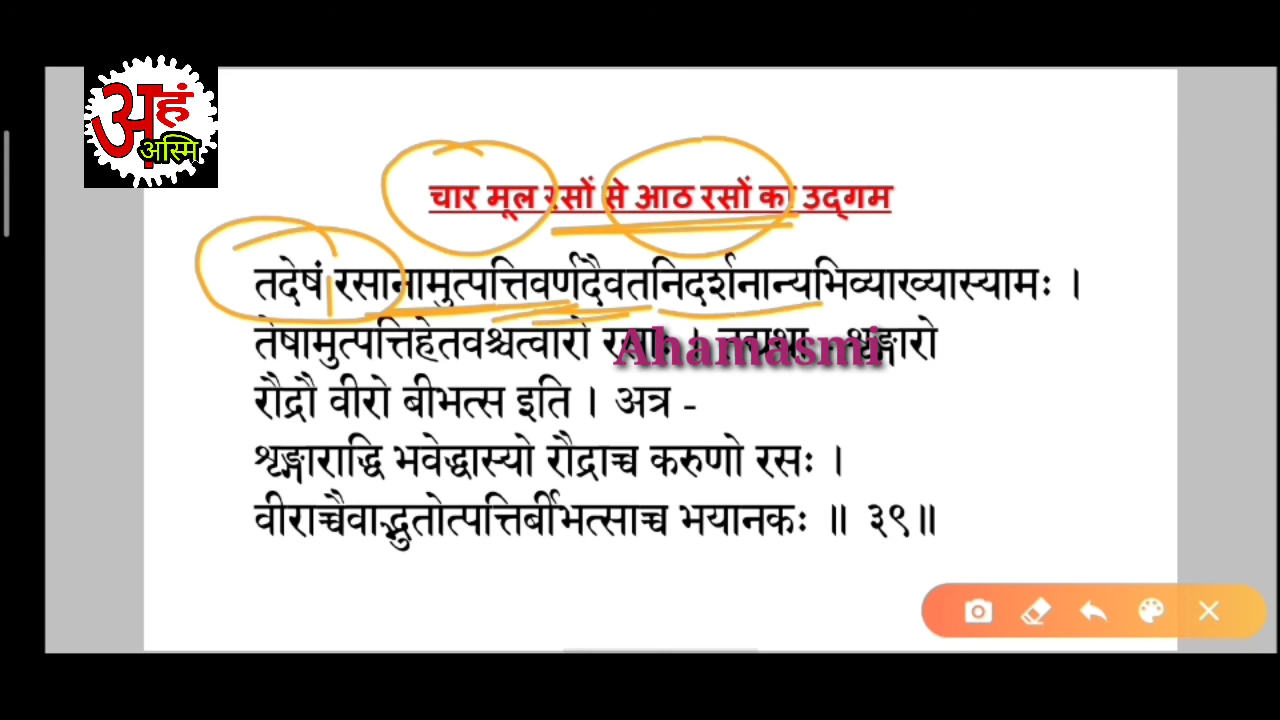 अहं
अस्मि
चार मूल रसों से आठ रसों का उद्गम
तदेषं रसानामुत्पत्तिवर्णदैवतनिदर्शनान्यभिव्याख्यास्यामः ।
तेषामुत्पत्तिहेतवश्चत्वारो । शृङ्गारो
Ahamasmi
रौद्रौ वीरो बीभत्स इति । अत्र -
शृङ्गाराद्धि भवेद्धास्यो रौद्राच्च करुणो रसः ।
वीराच्चैवाद्भुतोत्पत्तिर्बीभत्साच्च भयानकः ॥ ३९॥